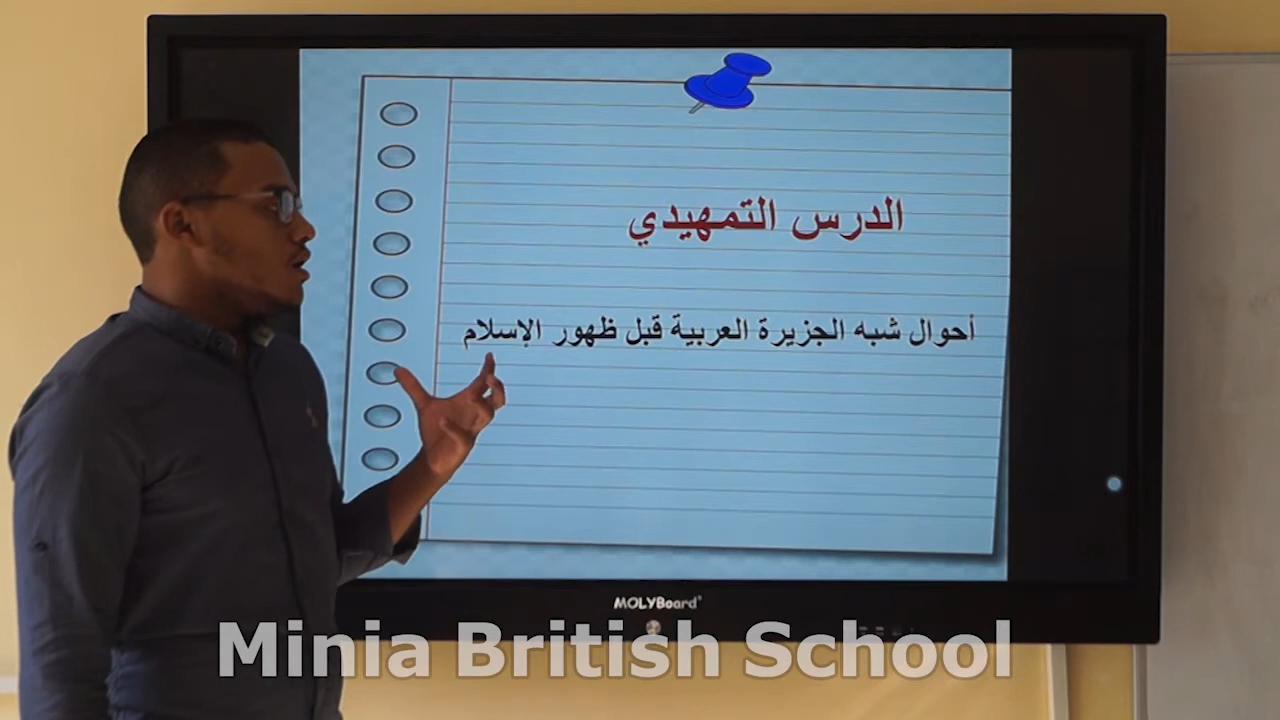 الدرس التمهيدي
أحوال شبه الجزيرة العربية قبل ظهور الإسلام
MOLYBoard
Minia British School